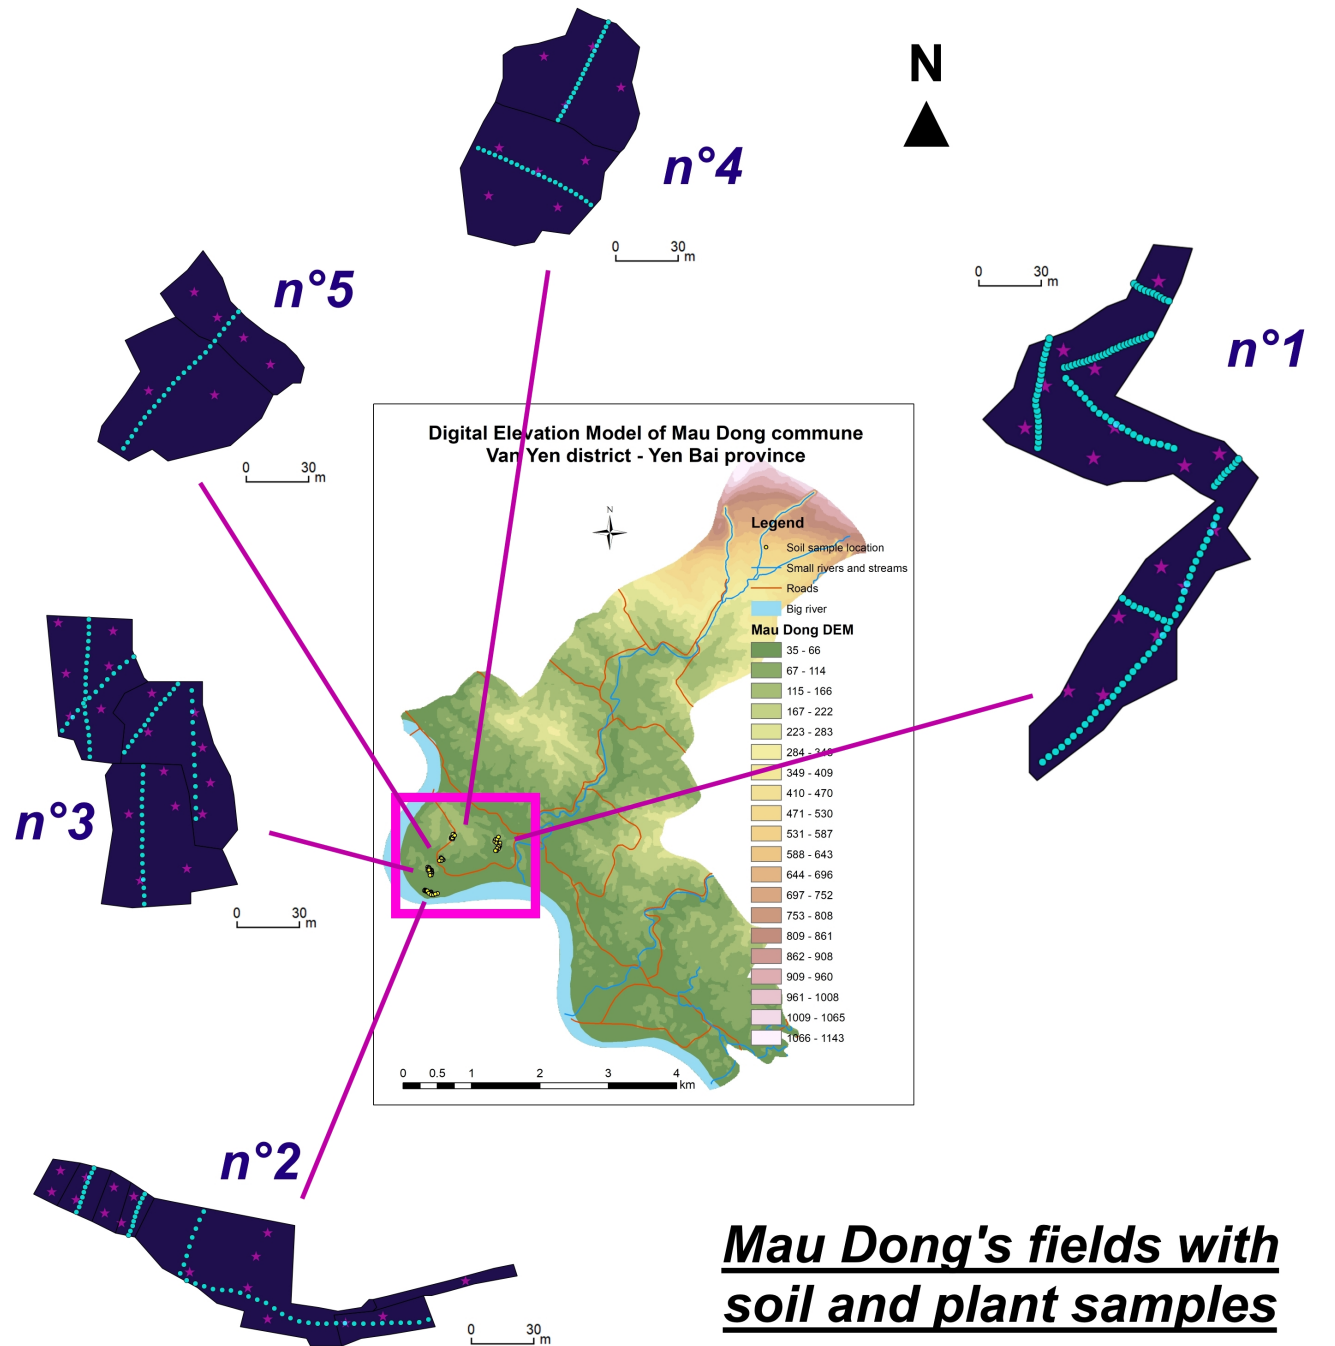 N
n°4
0 30
m
n°5
0 30
m
0 30
m
n°1
Digital Elevation Model of Mau Dong commune
Van Yen district - Yen Bai province
N
Legend
Soil sample location
Small rivers and streams
Roads
Big river
Mau Dong DEM
35 - 66
67 - 114
115 - 166
167 - 222
223 - 283
284 - 348
349 - 409
410 - 470
471 - 530
531 - 587
588 - 643
644 - 696
697 - 752
753 - 808
809 - 861
862 - 908
909 - 960
961 - 1008
1009 - 1065
1066 - 1143
0 0.5 1 2 3 4
km
n°3
0 30
m
n°2
0 30
m
Mau Dong's fields with
soil and plant samples